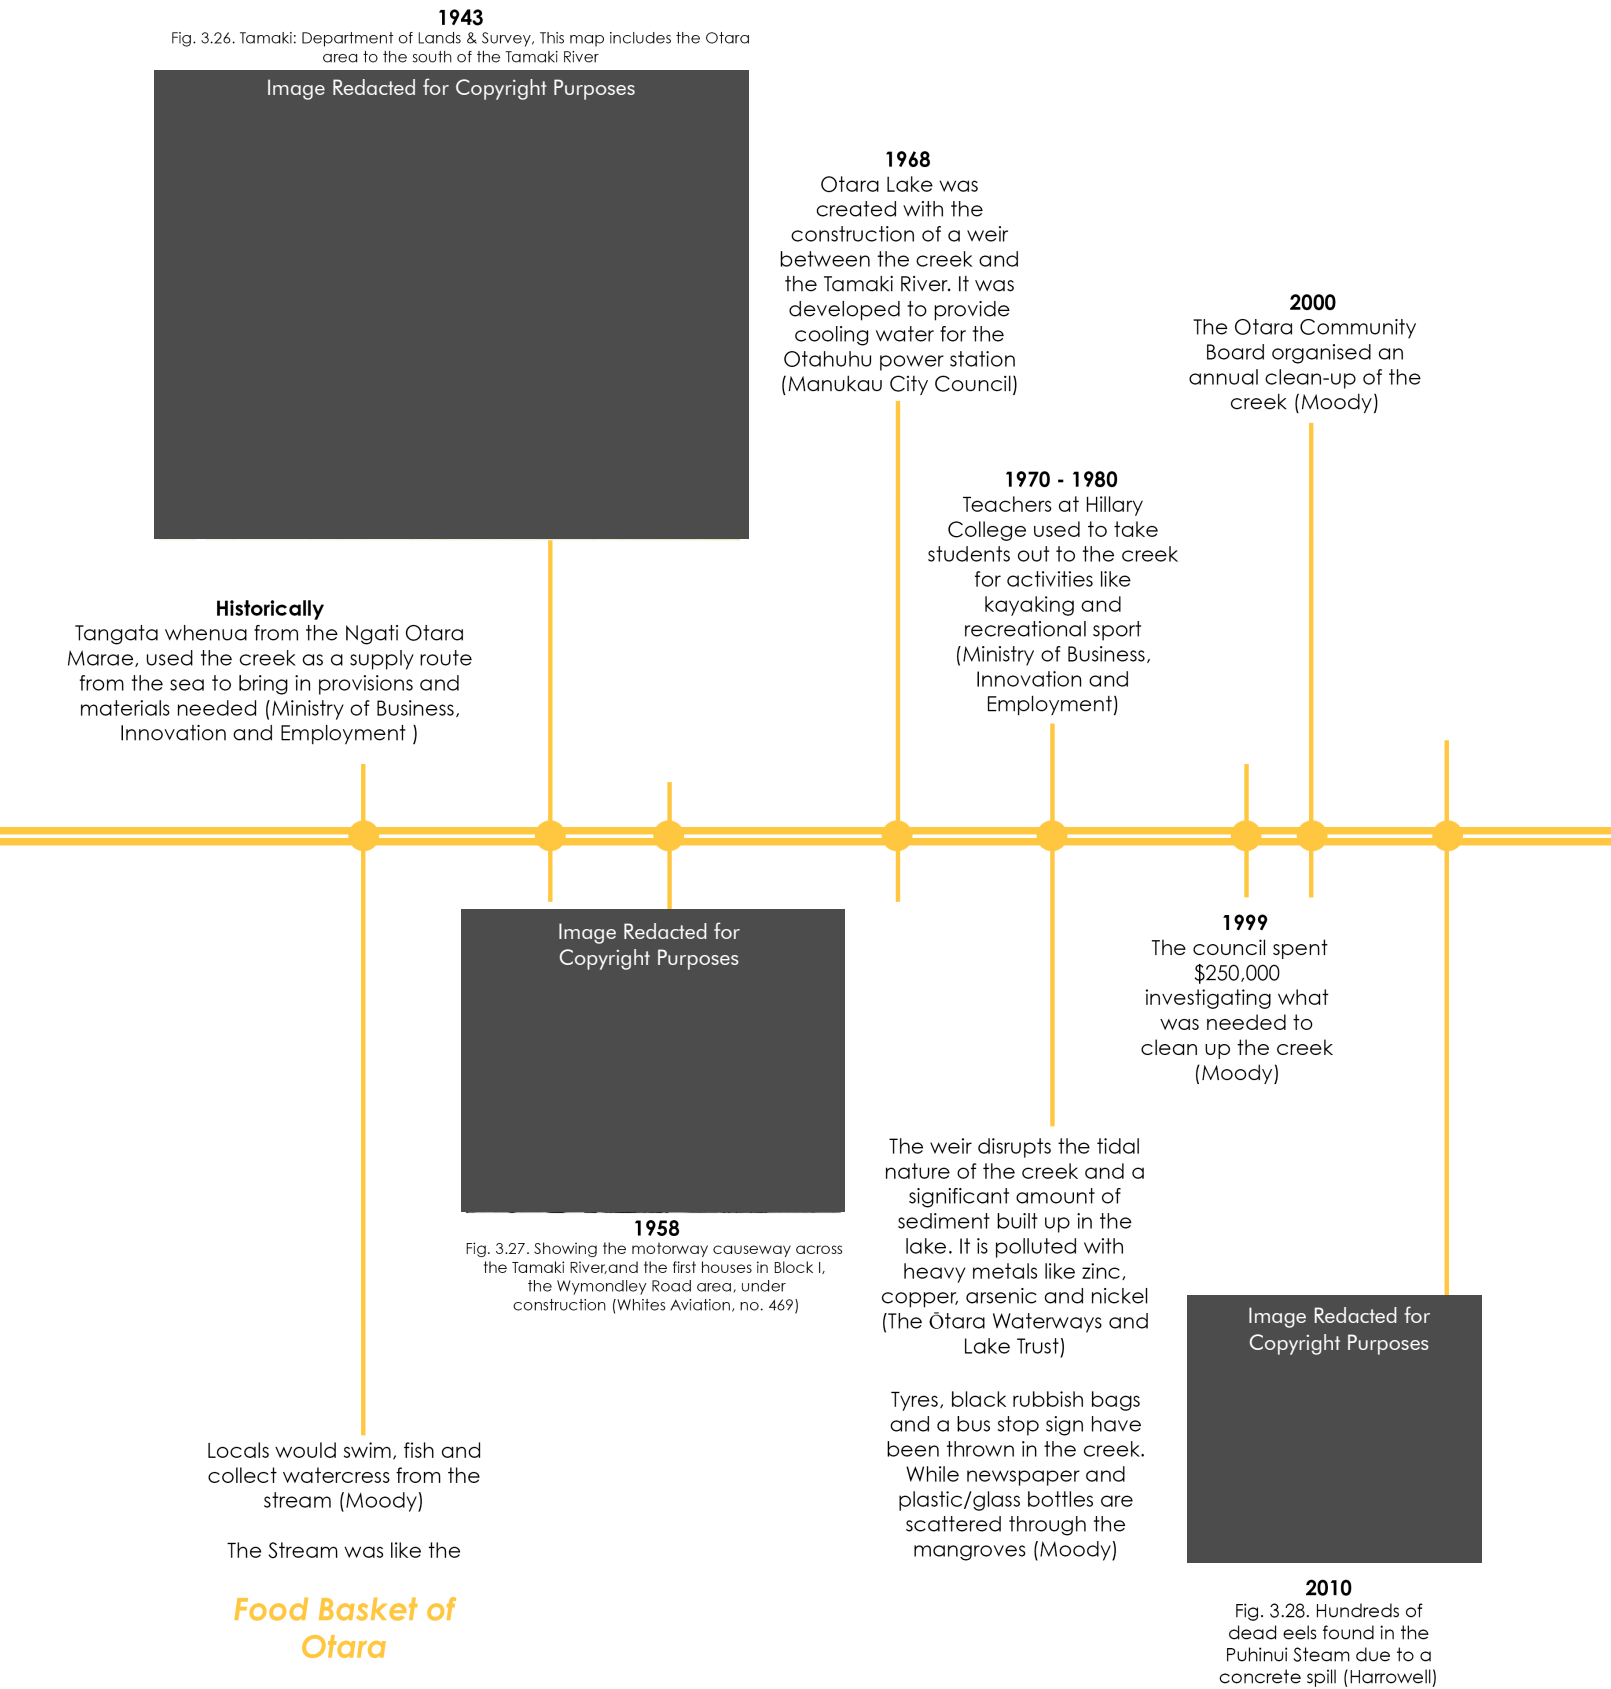 1943
Fig. 3.26. Tamaki: Department of Lands & Survey, This map includes the Otara
area to the south of the Tamaki River
Image Redacted for Copyright Purposes
1968
Otara Lake was
created with the
construction of a weir
between the creek and
the Tamaki River. It was
developed to provide
cooling water for the
Otahuhu power station
(Manukau City Council)
2000
The Otara Community
Board organised an
annual clean-up of the
creek (Moody)
1970 - 1980
Teachers at Hillary
College used to take
students out to the creek
for activities like
kayaking and
recreational sport
(Ministry of Business,
Innovation and
Employment)
Historically
Tangata whenua from the Ngati Otara
Marae, used the creek as a supply route
from the sea to bring in provisions and
materials needed (Ministry of Business,
Innovation and Employment )
Image Redacted for
Copyright Purposes
1958
Fig. 3.27. Showing the motorway causeway across
the Tamaki River,and the first houses in Block I,
the Wymondley Road area, under
construction (Whites Aviation, no. 469)
1999
The council spent
$250,000
investigating what
was needed to
clean up the creek
(Moody)
The weir disrupts the tidal
nature of the creek and a
significant amount of
sediment built up in the
lake. It is polluted with
heavy metals like zinc,
copper, arsenic and nickel
(The Ōtara Waterways and
Lake Trust)
Tyres, black rubbish bags
and a bus stop sign have
been thrown in the creek.
While newspaper and
plastic/glass bottles are
scattered through the
mangroves (Moody)
Locals would swim, fish and
collect watercress from the
stream (Moody)
The Stream was like the
Food Basket of
Otara
Image Redacted for
Copyright Purposes
2010
Fig. 3.28. Hundreds of
dead eels found in the
Puhinui Steam due to a
concrete spill (Harrowell)